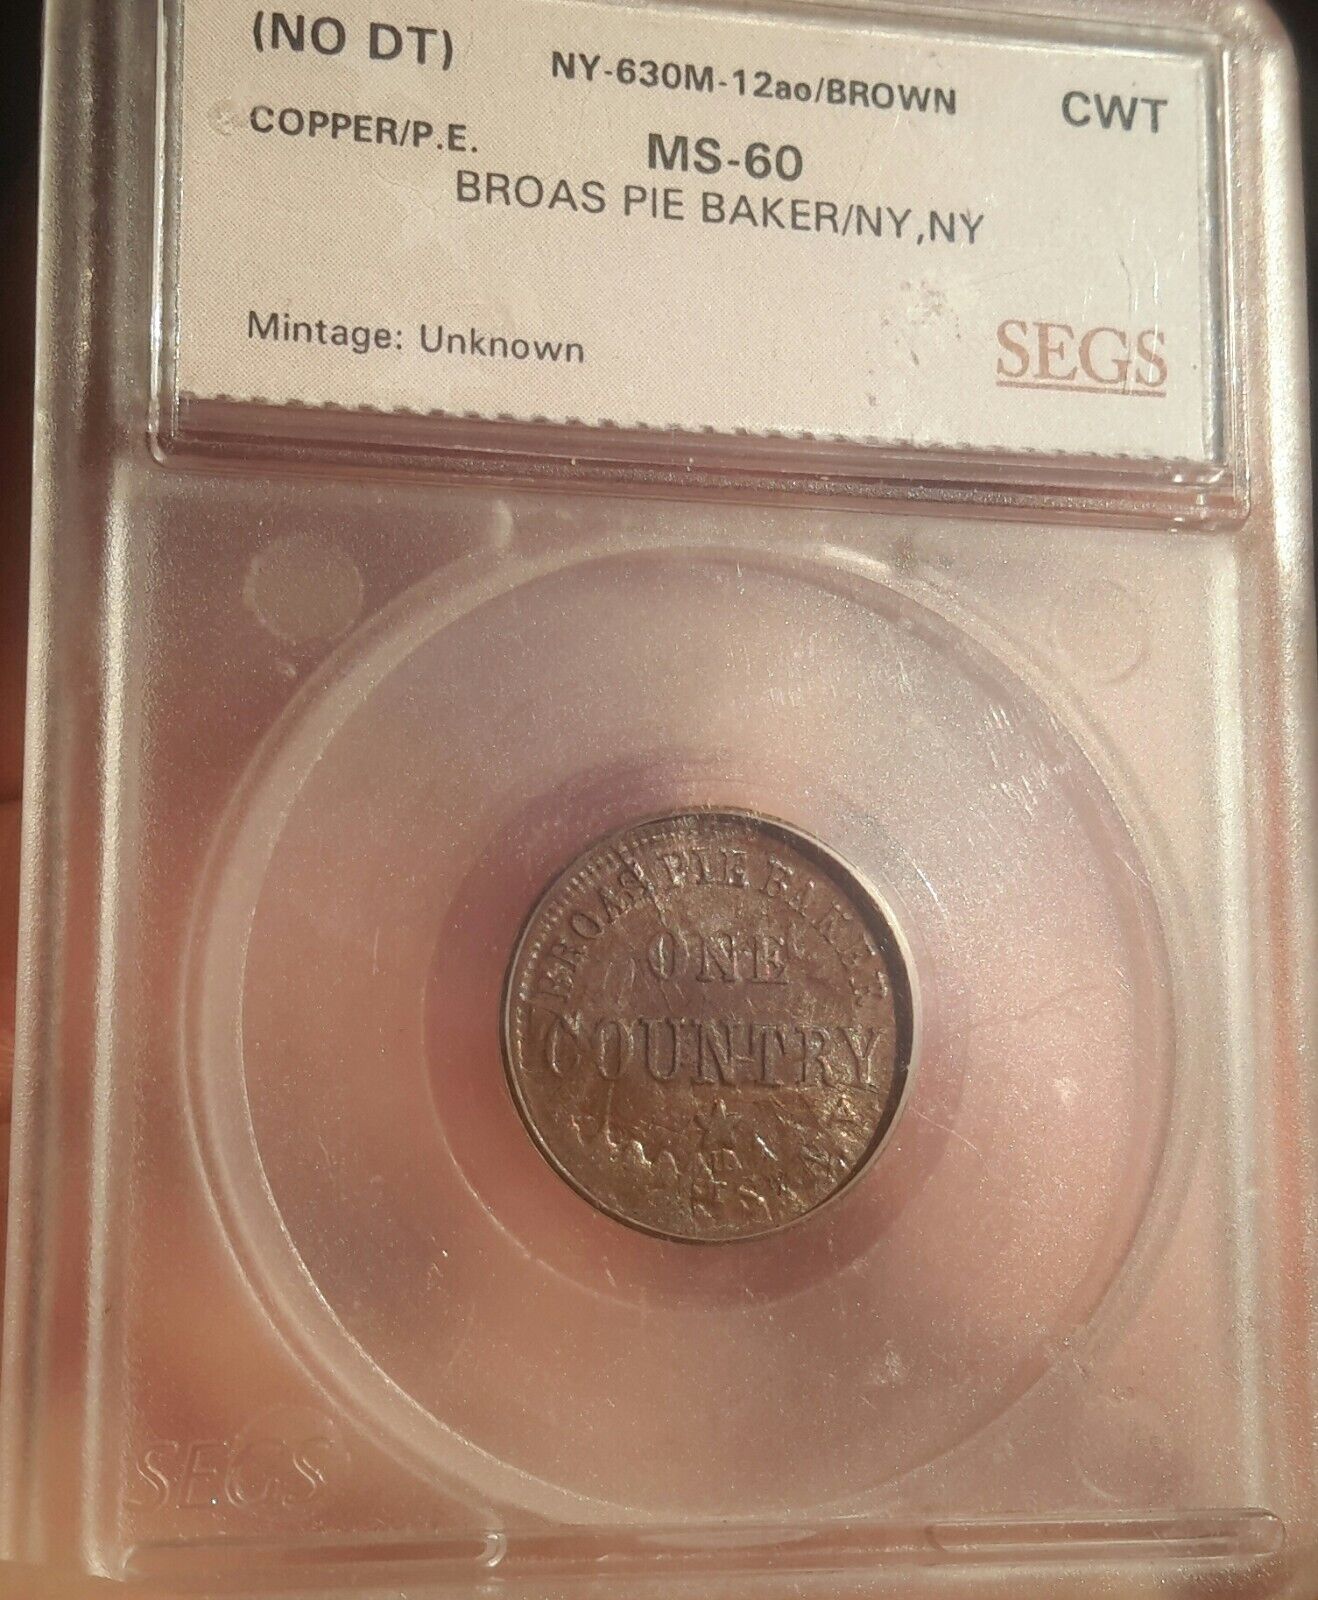 (NO DT)
NY-630M-12ao/BROWN
CWT
COPPER/P.E.
MS-60
BROAS PIE BAKER/NY,NY
Mintage: Unknown
SEGS
BROAS PIE BAKER
ONE
COUNTRY
SEGS